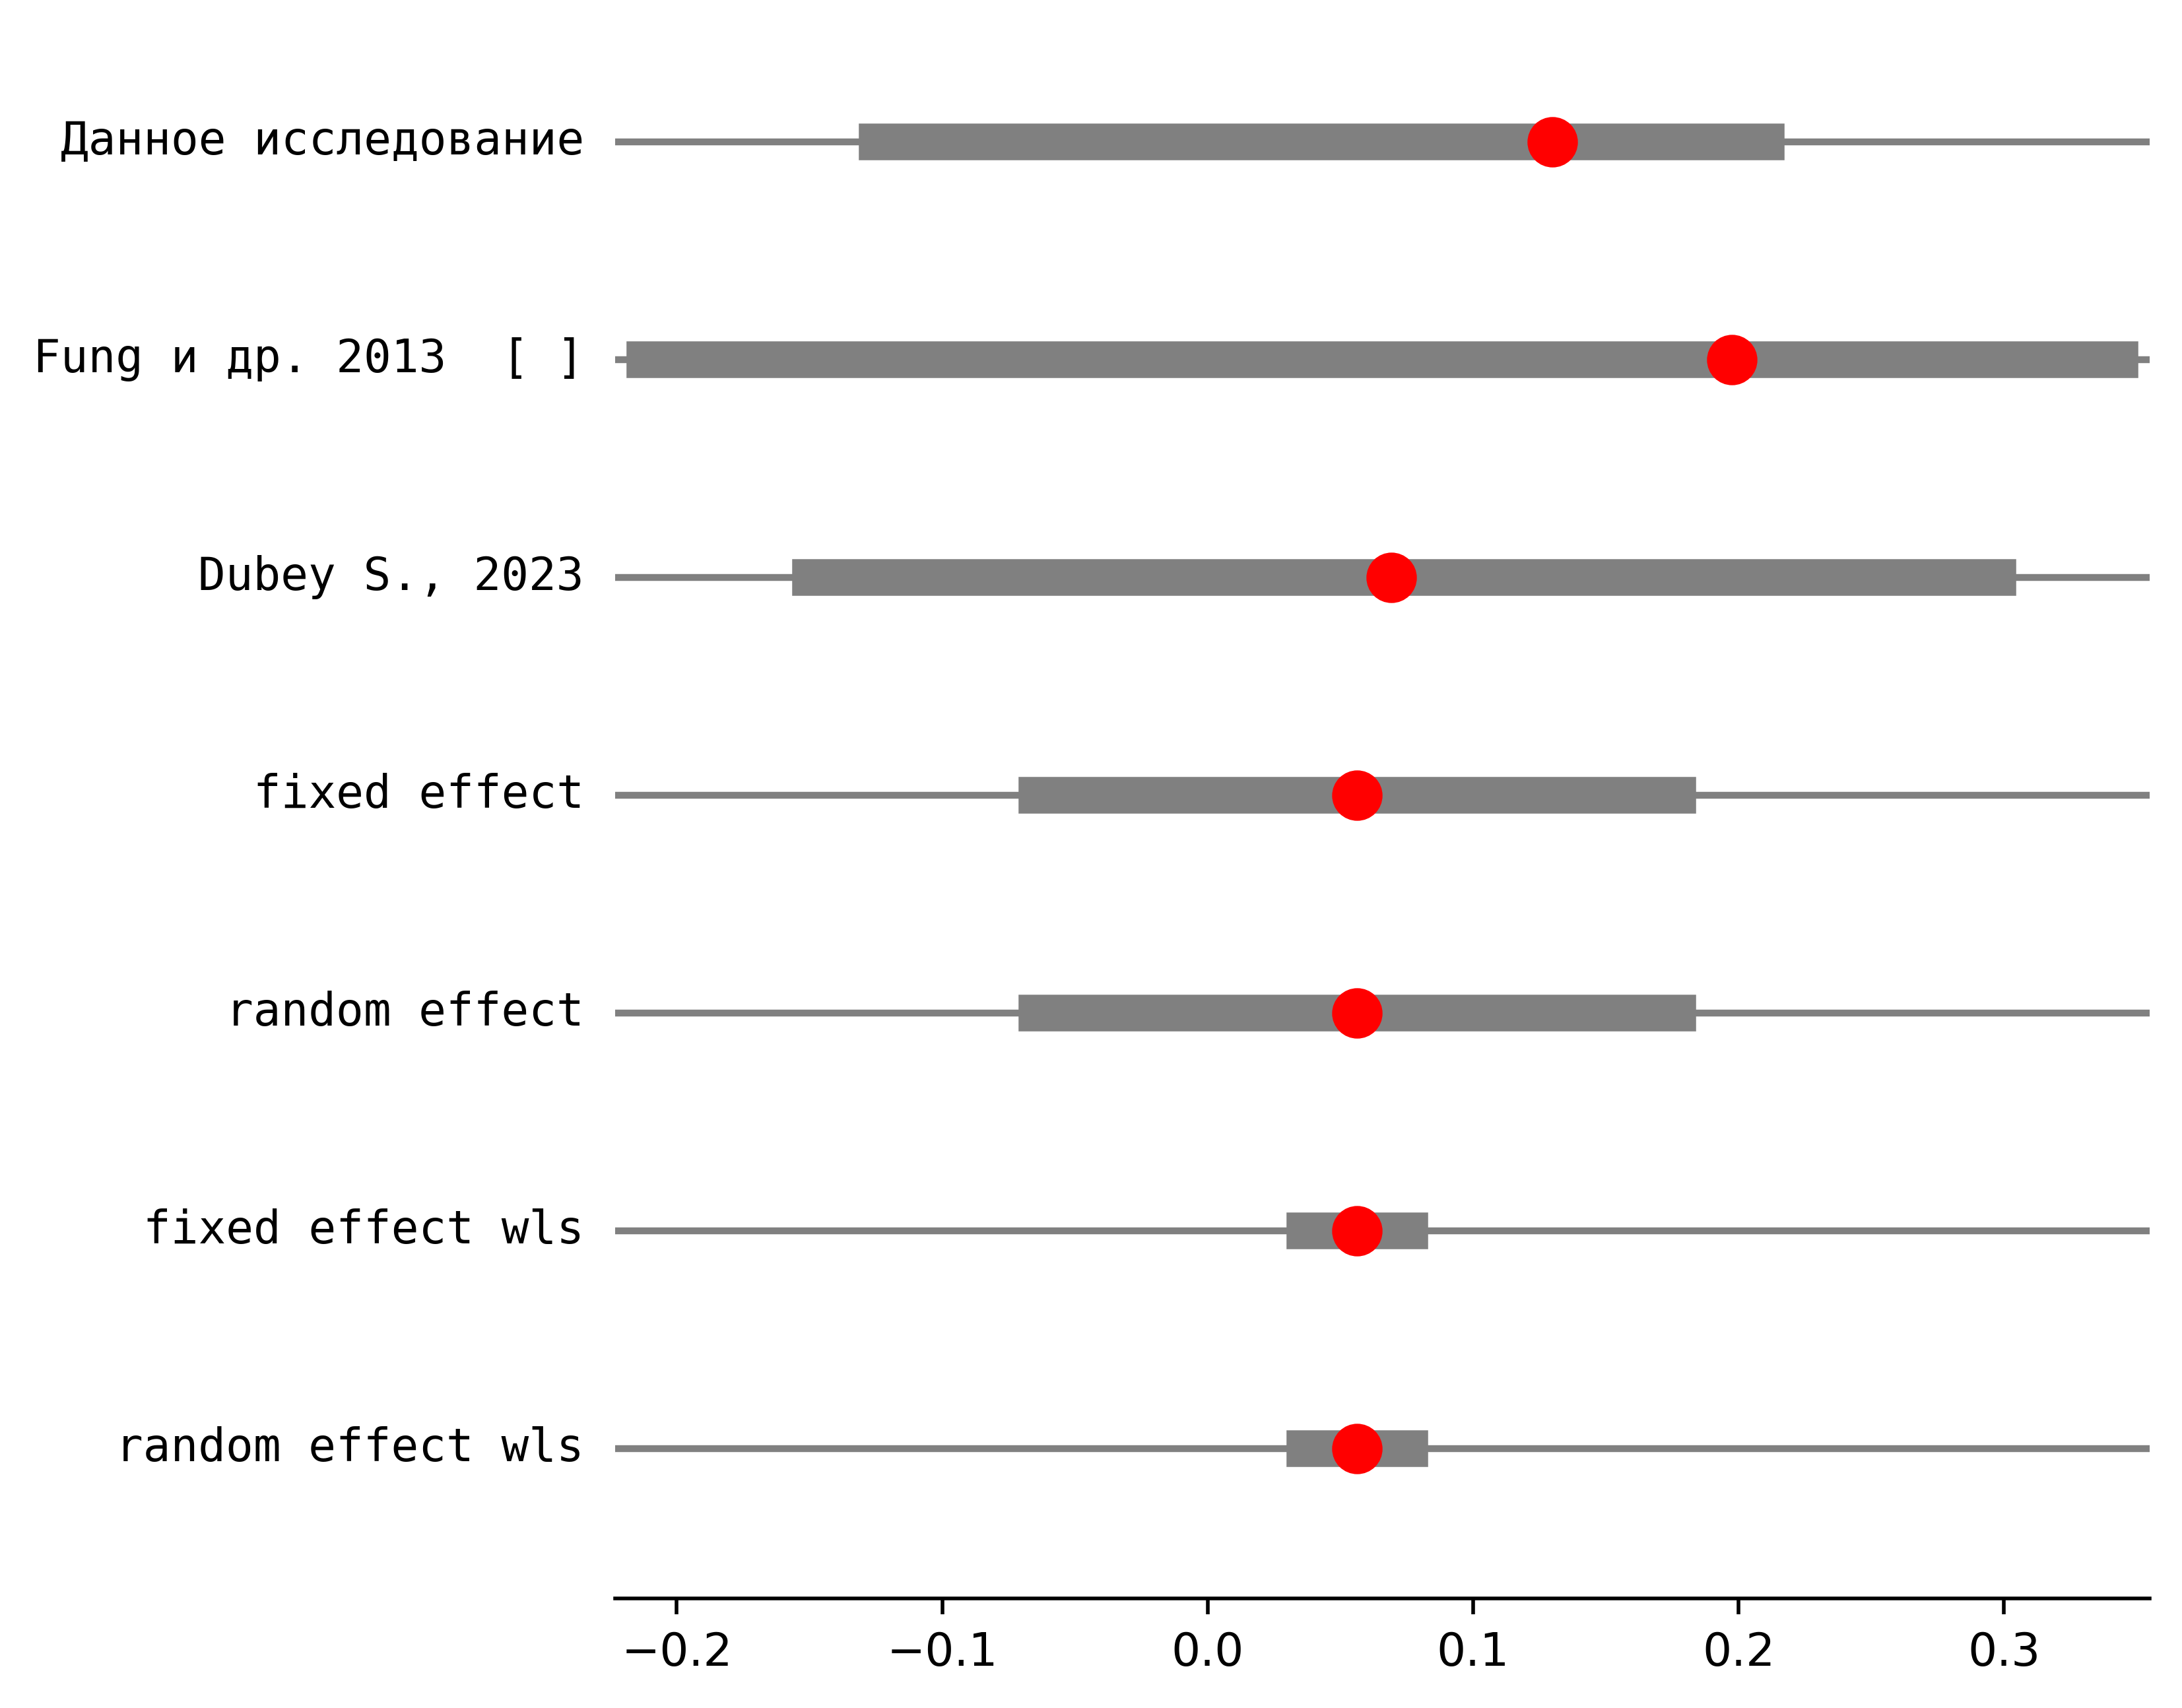 Данное исследование
Fung и др. 2013  [ ]
Dubey S., 2023
fixed effect
random effect
fixed effect wls
random effect wls
−0.2 −0.1 0.0 0.1 0.2 0.3